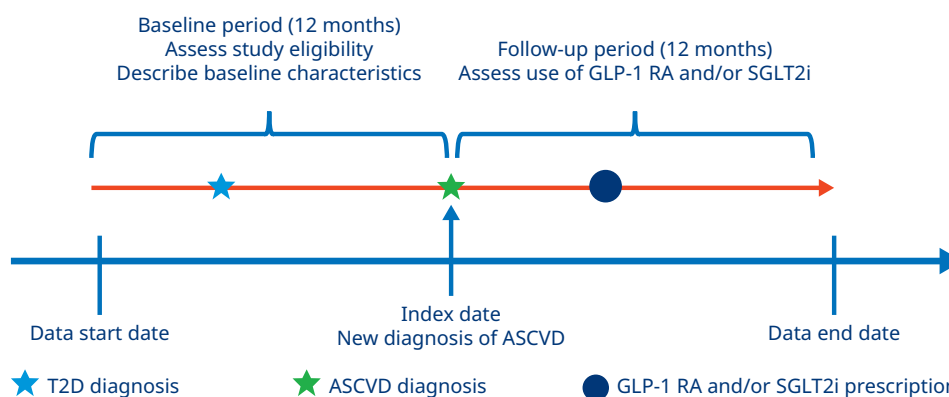 Baseline period (12 months)
Assess study eligibility
Describe baseline characteristics
Follow-up period (12 months)
Assess use of GLP-1 RA and/or SGLT2i
Data start date
Index date
New diagnosis of ASCVD
Data end date
T2D diagnosis
ASCVD diagnosis
GLP-1 RA and/or SGLT2i prescription